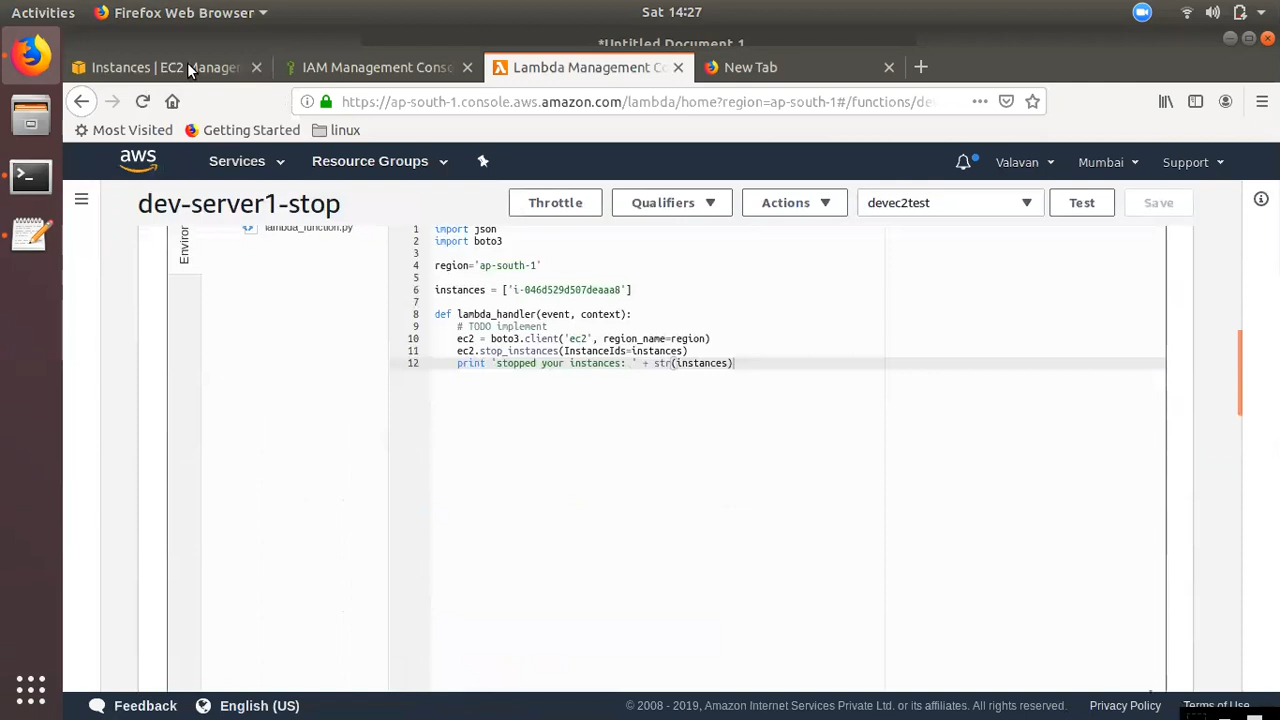 Activities Firefox Web Browser Sat 14:27
*Untitled Document 1
Instances | EC2 Manager IAM Management Conso Lambda Management Co New Tab
https://ap-south-1.console.aws.amazon.com/lambda/home?region=ap-south-1#/functions/de
Most Visited Getting Started linux
aws Services Resource Groups Valavan Mumbai Support
dev-server1-stop Throttle Qualifiers Actions devec2test Test Save
Environ
lambda_function.py
1 import json
2 import boto3
3
4 region='ap-south-1'
5
6 instances = ['i-046d529d507deaaa8']
7
8 def lambda_handler(event, context):
9 # TODO implement
10 ec2 = boto3.client('ec2', region_name=region)
11 ec2.stop_instances(InstanceIds=instances)
12 print 'stopped your instances: ' + str(instances)
Feedback English (US) © 2008 - 2019, Amazon Internet Services Private Ltd. or its affiliates. All rights reserved. Privacy Policy Terms of Use